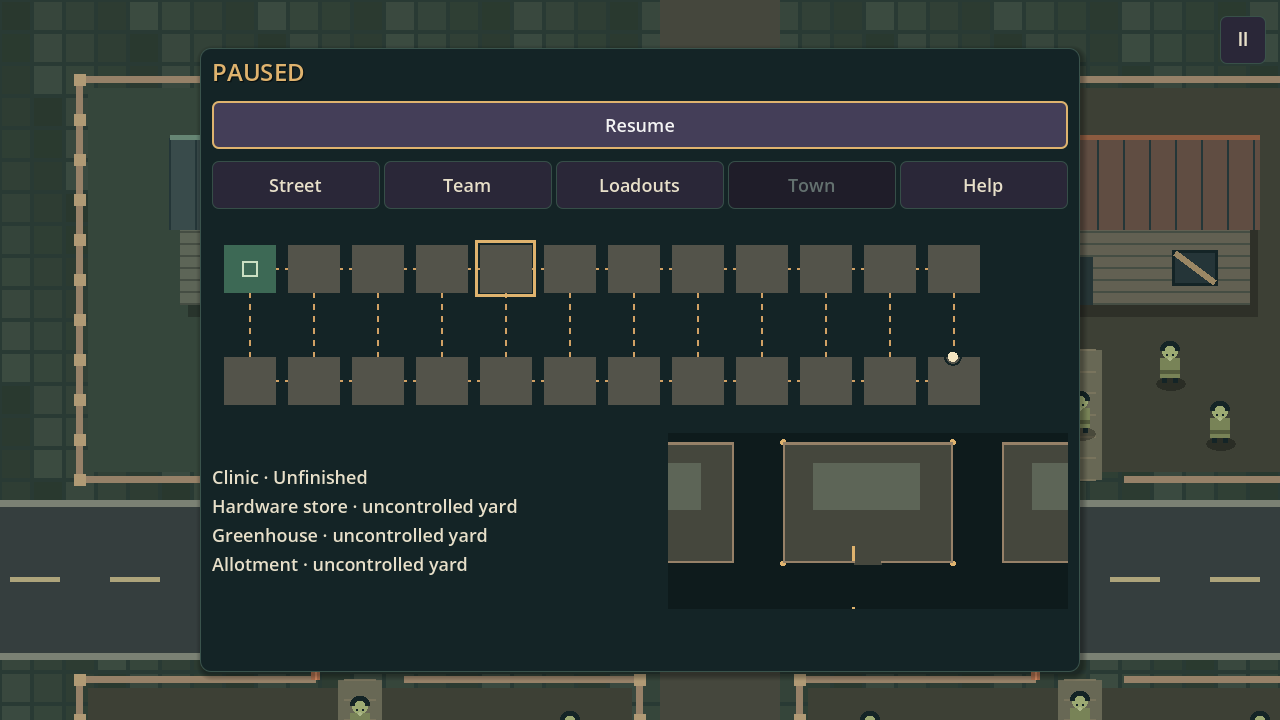 PAUSED
Resume
Street
Team
Loadouts
Town
Help
Clinic · Unfinished
Hardware store · uncontrolled yard
Greenhouse · uncontrolled yard
Allotment · uncontrolled yard